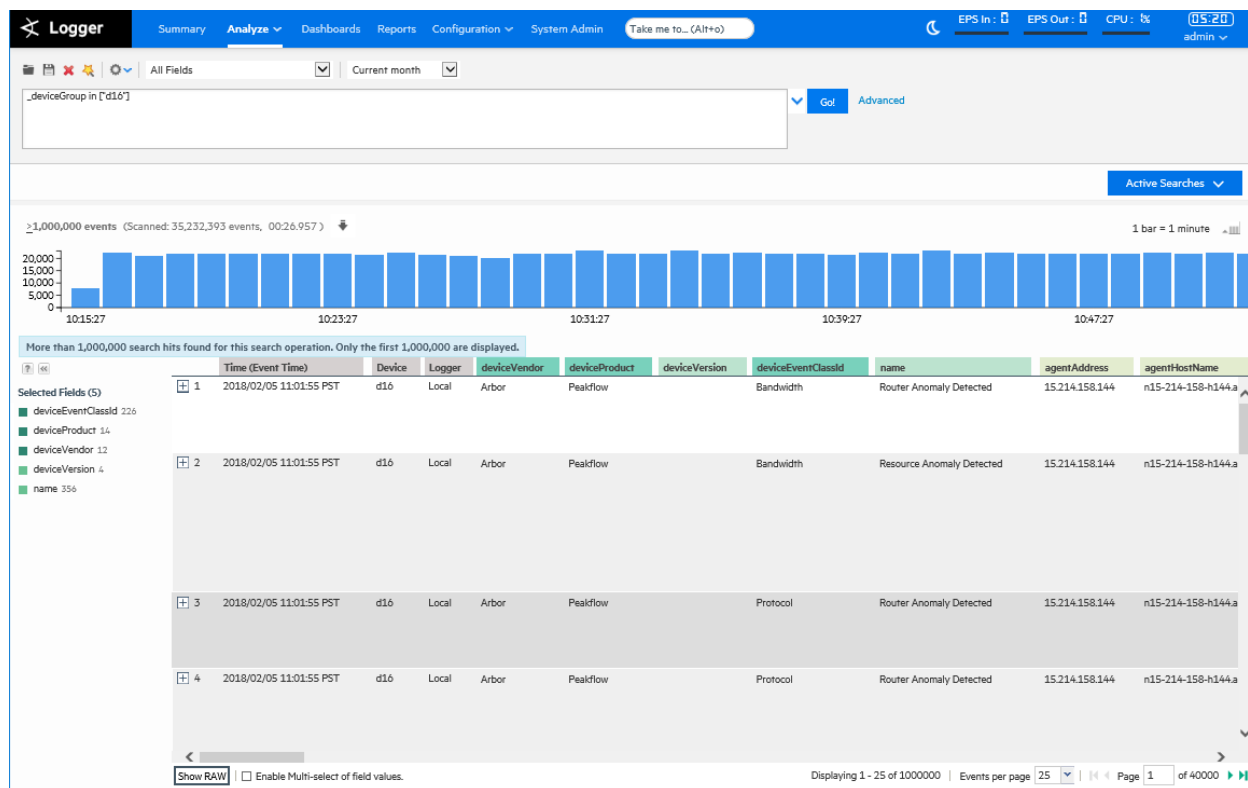 Logger Summary Analyze Dashboards Reports Configuration System Admin Take me to... (Alt+o) EPS In : 0 EPS Out : 0 CPU : % 05:20
admin
All Fields Current month
_deviceGroup in ["d16"]
Go! Advanced
Active Searches
>1,000,000 events (Scanned: 35,232,393 events, 00:26.957 ) 1 bar = 1 minute
20,000
15,000
10,000
5,000
0
10:15:27 10:23:27 10:31:27 10:39:27 10:47:27
More than 1,000,000 search hits found for this search operation. Only the first 1,000,000 are displayed.
? « Time (Event Time) Device Logger deviceVendor deviceProduct deviceVersion deviceEventClassId name agentAddress agentHostName
1 2018/02/05 11:01:55 PST d16 Local Arbor Peakflow Bandwidth Router Anomaly Detected 15.214.158.144 n15-214-158-h144.a
Selected Fields (5)
deviceEventClassId 226
deviceProduct 14
deviceVendor 12
2 2018/02/05 11:01:55 PST d16 Local Arbor Peakflow Bandwidth Resource Anomaly Detected 15.214.158.144 n15-214-158-h144.a
deviceVersion 4
name 356
3 2018/02/05 11:01:55 PST d16 Local Arbor Peakflow Protocol Router Anomaly Detected 15.214.158.144 n15-214-158-h144.a
4 2018/02/05 11:01:55 PST d16 Local Arbor Peakflow Protocol Router Anomaly Detected 15.214.158.144 n15-214-158-h144.a
Show RAW Enable Multi-select of field values. Displaying 1 - 25 of 1000000 Events per page 25 Page 1 of 40000